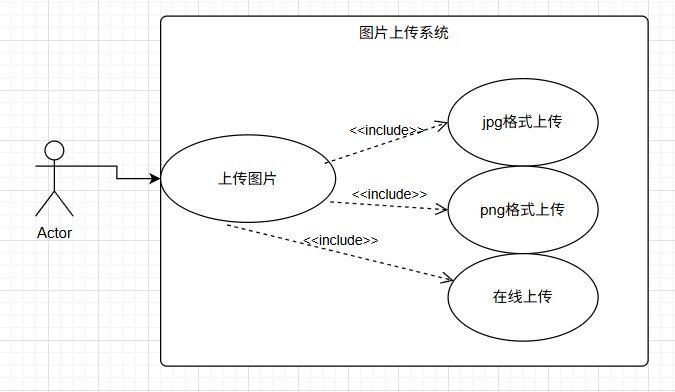 图片上传系统
jpg格式上传
<<include>>
上传图片
<<include>>
png格式上传
Actor
<<include>>
在线上传